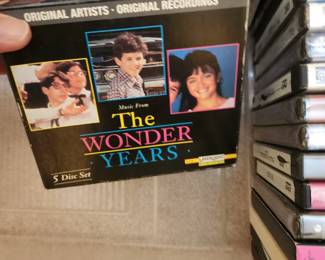 ORIGINAL ARTISTS - ORIGINAL RECORDINGS
Music From
The
WONDER
· YEARS ·
5 Disc Set